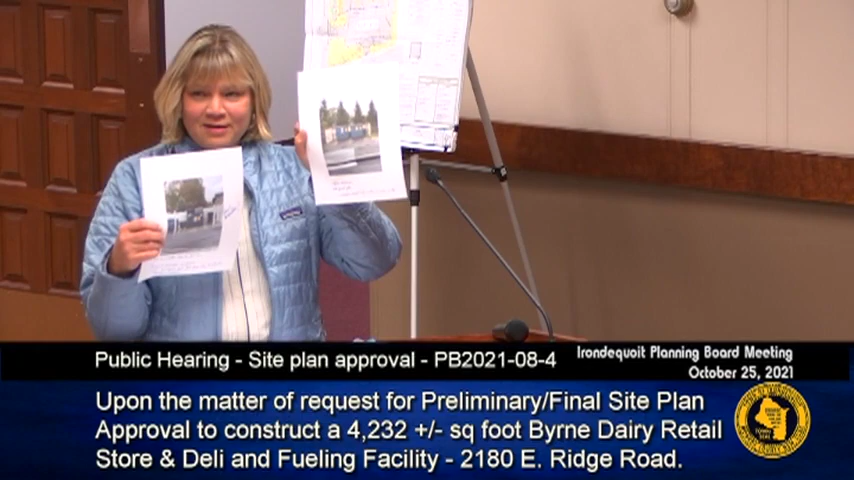 Public Hearing - Site plan approval - PB2021-08-4
Irondequoit Planning Board Meeting
October 25, 2021
Upon the matter of request for Preliminary/Final Site Plan
Approval to construct a 4,232 +/- sq foot Byrne Dairy Retail
Store & Deli and Fueling Facility - 2180 E. Ridge Road.